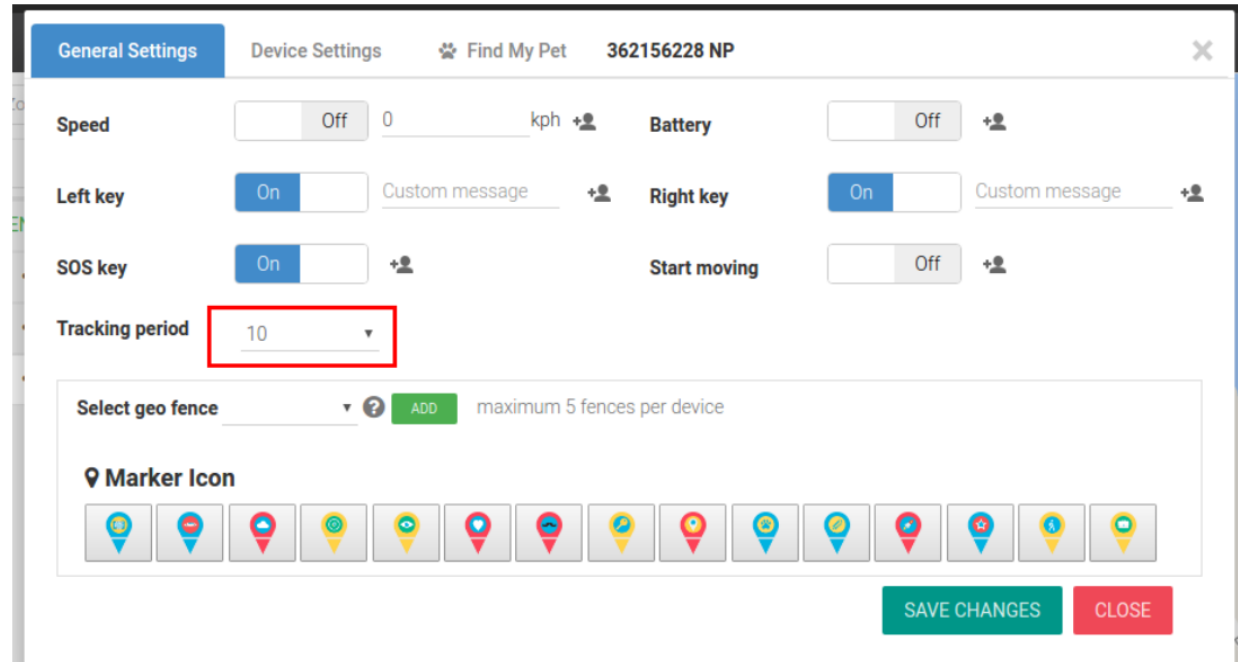 General Settings Device Settings Find My Pet 362156228 NP ×
Speed Off 0 kph Battery Off
Left key On Custom message Right key On Custom message
SOS key On Start moving Off
Tracking period 10
Select geo fence ? ADD maximum 5 fences per device
Marker Icon
SAVE CHANGES CLOSE